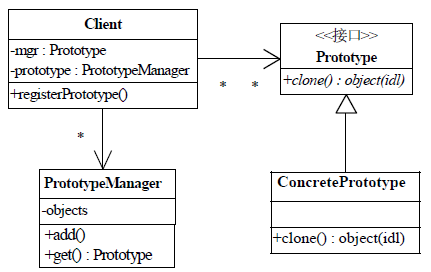 Client
-mgr : Prototype
-prototype : PrototypeManager
+registerPrototype()
<<接口>>
Prototype
+clone() : object(idl)
*
*
*
PrototypeManager
-objects
+add()
+get() : Prototype
ConcretePrototype
+clone() : object(idl)